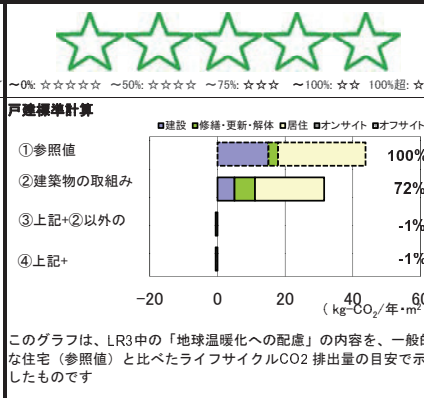 ～0%: ☆☆☆☆☆ ～50%: ☆☆☆☆ ～75%: ☆☆☆ ～100%: ☆☆ 100%超: ☆
戸建標準計算
■建設 ■修繕・更新・解体 □居住 ■オンサイト ■オフサイト
①参照値 100%
②建築物の取組み 72%
③上記+②以外の -1%
④上記+ -1%
-20 0 20 40 60
( kg-CO₂/年・m²
このグラフは、LR3中の「地球温暖化への配慮」の内容を、一般的
な住宅（参照値）と比べたライフサイクルCO2 排出量の目安で示
したものです